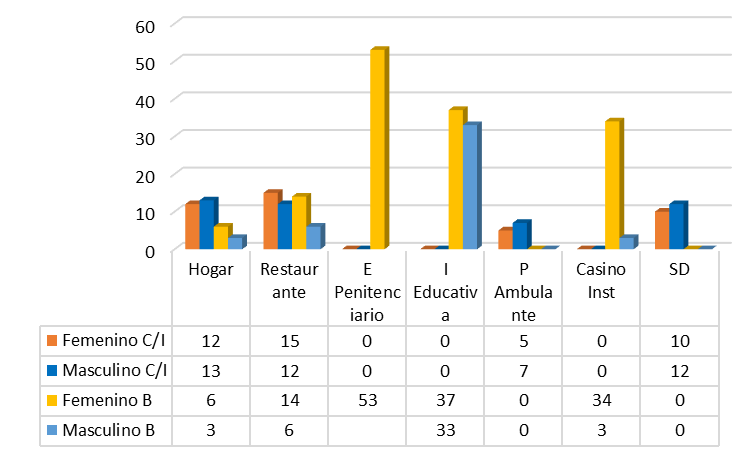 60
50
40
30
20
10
0
Hogar
Restaur
ante
E
Penitenc
iario
I
Educativ
a
P
Ambula
nte
Casino
Inst
SD
Femenino C/I 12 15 0 0 5 0 10
Masculino C/I 13 12 0 0 7 0 12
Femenino B 6 14 53 37 0 34 0
Masculino B 3 6 33 0 3 0